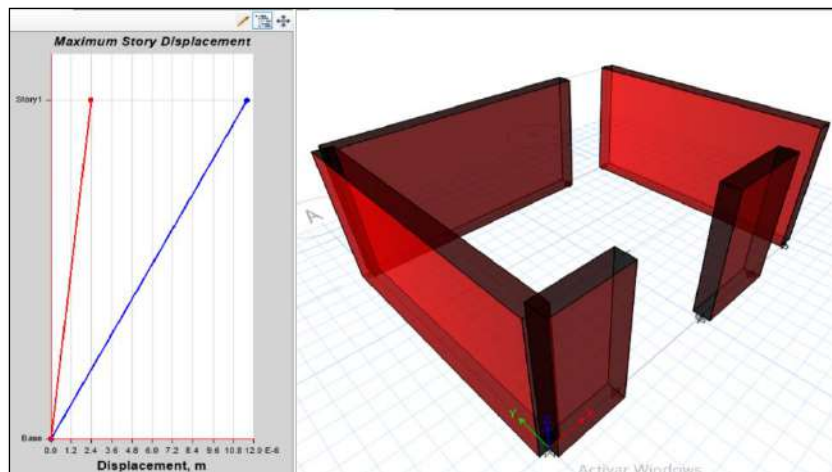 Maximum Story Displacement
Story1
Base
0.0 1.2 2.4 3.6 4.8 6.0 7.2 8.4 9.6 10.8 12.0 E-6
Displacement, m
A
Y
Activar Windows